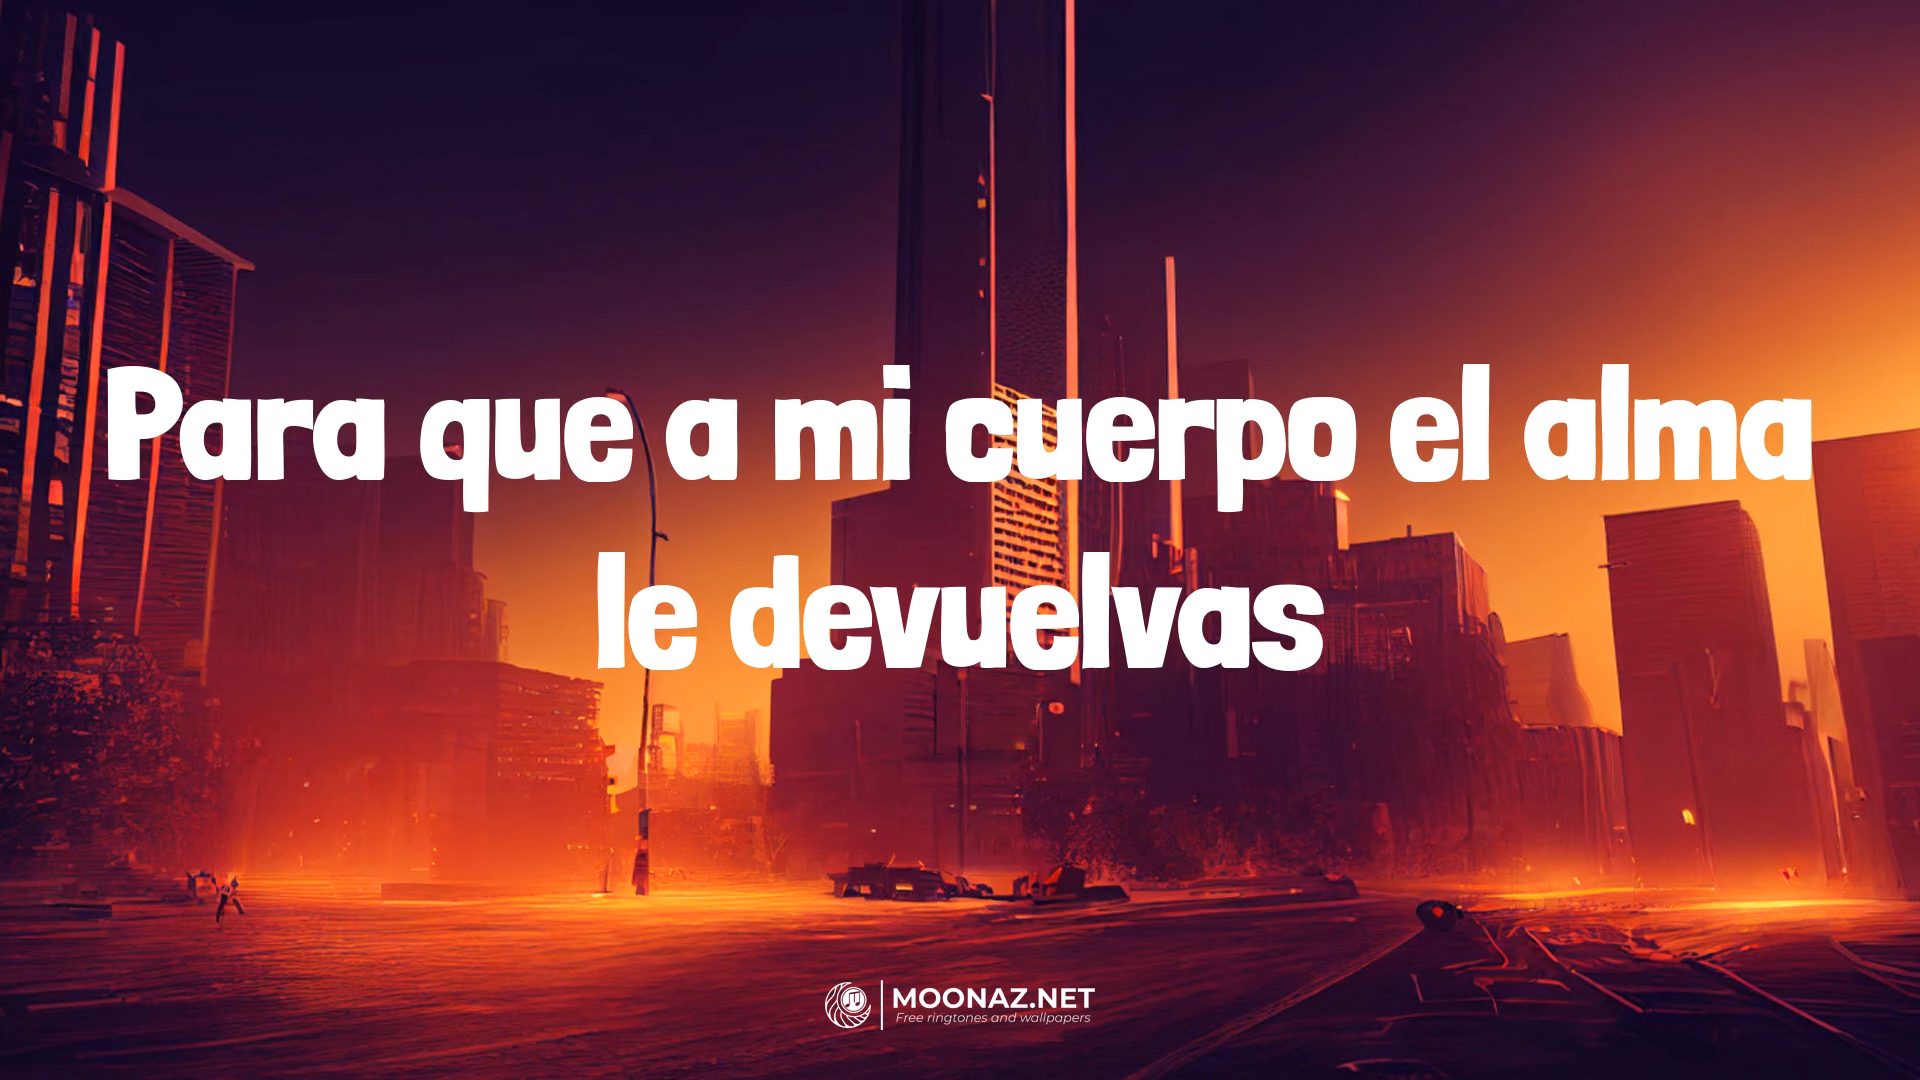 Para que a mi cuerpo el alma
le devuelvas
MOONAZ.NET
Free ringtones and wallpapers